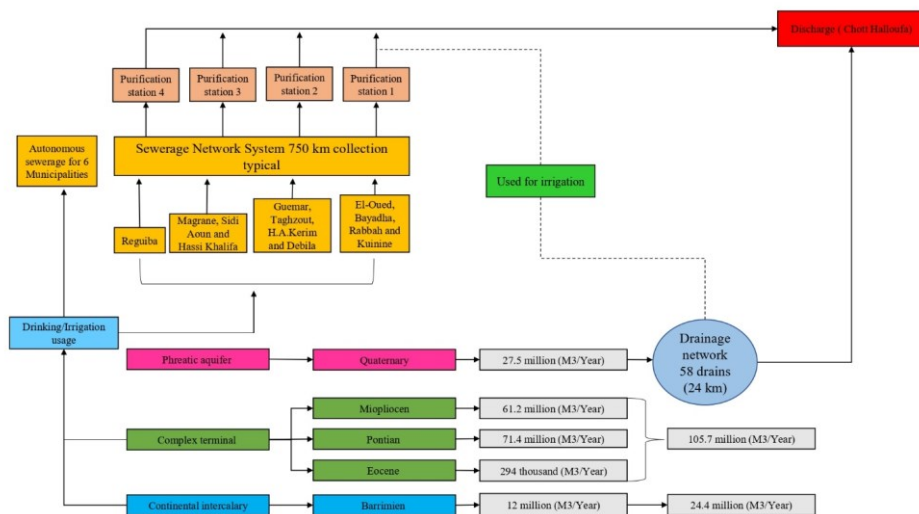 Discharge ( Chott Halloufa)
Purification
station 4
Purification
station 3
Purification
station 2
Purification
station 1
Autonomous
sewerage for 6
Municipalities
Sewerage Network System 750 km collection
typical
Used for irrigation
Reguiba
Magrane, Sidi
Aoun and
Hassi Khalifa
Guemar,
Taghzout,
H.A.Kerim
and Debila
El-Oued,
Bayadha,
Rabbah and
Kuinine
Drinking/Irrigation
usage
Phreatic aquifer
Quaternary
27.5 million (M3/Year)
Drainage
network
58 drains
(24 km)
Miopliocen
61.2 million (M3/Year)
Complex terminal
Pontian
71.4 million (M3/Year)
105.7 million (M3/Year)
Eocene
294 thousand (M3/Year)
Continental intercalary
Barrimien
12 million (M3/Year)
24.4 million (M3/Year)